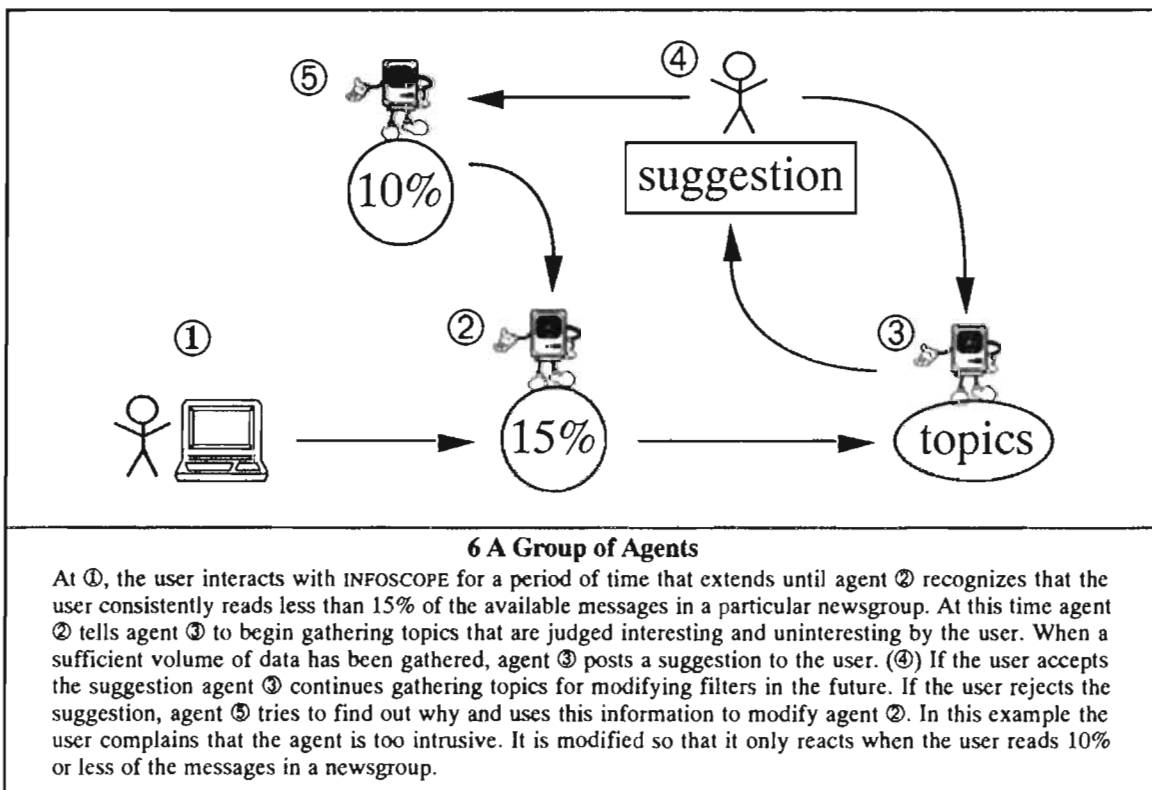 ⑤
④
10%
suggestion
①
②
③
15%
topics
6 A Group of Agents
At ①, the user interacts with INFOSCOPE for a period of time that extends until agent ② recognizes that the
user consistently reads less than 15% of the available messages in a particular newsgroup. At this time agent
② tells agent ③ to begin gathering topics that are judged interesting and uninteresting by the user. When a
sufficient volume of data has been gathered, agent ③ posts a suggestion to the user. (④) If the user accepts
the suggestion agent ③ continues gathering topics for modifying filters in the future. If the user rejects the
suggestion, agent ⑤ tries to find out why and uses this information to modify agent ②. In this example the
user complains that the agent is too intrusive. It is modified so that it only reacts when the user reads 10%
or less of the messages in a newsgroup.